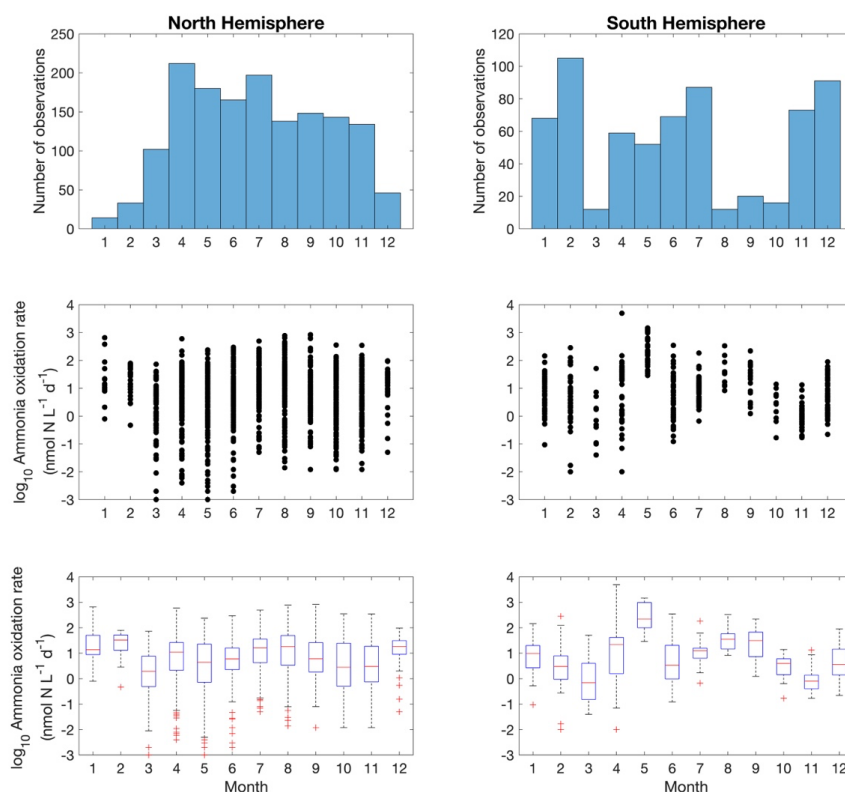 North Hemisphere
South Hemisphere
Number of observations
250
200
150
100
50
0
1 2 3 4 5 6 7 8 9 10 11 12
Number of observations
120
100
80
60
40
20
0
1 2 3 4 5 6 7 8 9 10 11 12
log10 Ammonia oxidation rate
(nmol N L-1 d-1)
4
3
2
1
0
-1
-2
-3
1 2 3 4 5 6 7 8 9 10 11 12
4
3
2
1
0
-1
-2
-3
1 2 3 4 5 6 7 8 9 10 11 12
log10 Ammonia oxidation rate
(nmol N L-1 d-1)
4
3
2
1
0
-1
-2
-3
1 2 3 4 5 6 7 8 9 10 11 12
Month
4
3
2
1
0
-1
-2
-3
1 2 3 4 5 6 7 8 9 10 11 12
Month